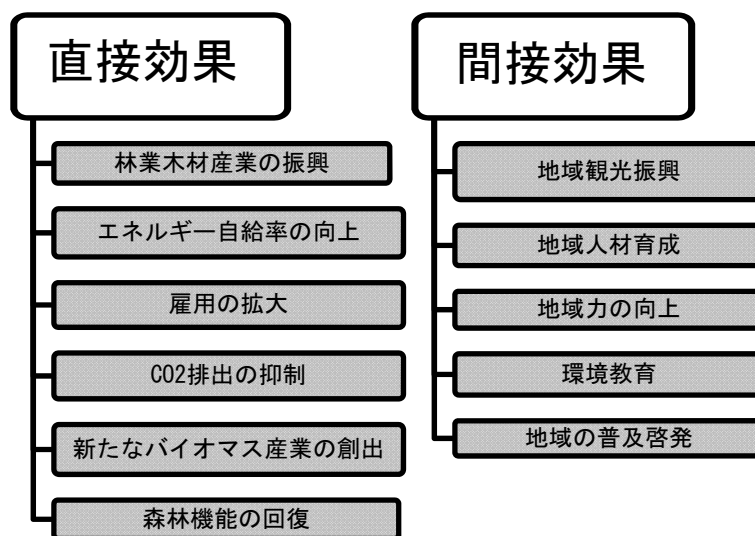 直接効果
林業木材産業の振興
エネルギー自給率の向上
雇用の拡大
CO2排出の抑制
新たなバイオマス産業の創出
森林機能の回復
間接効果
地域観光振興
地域人材育成
地域力の向上
環境教育
地域の普及啓発